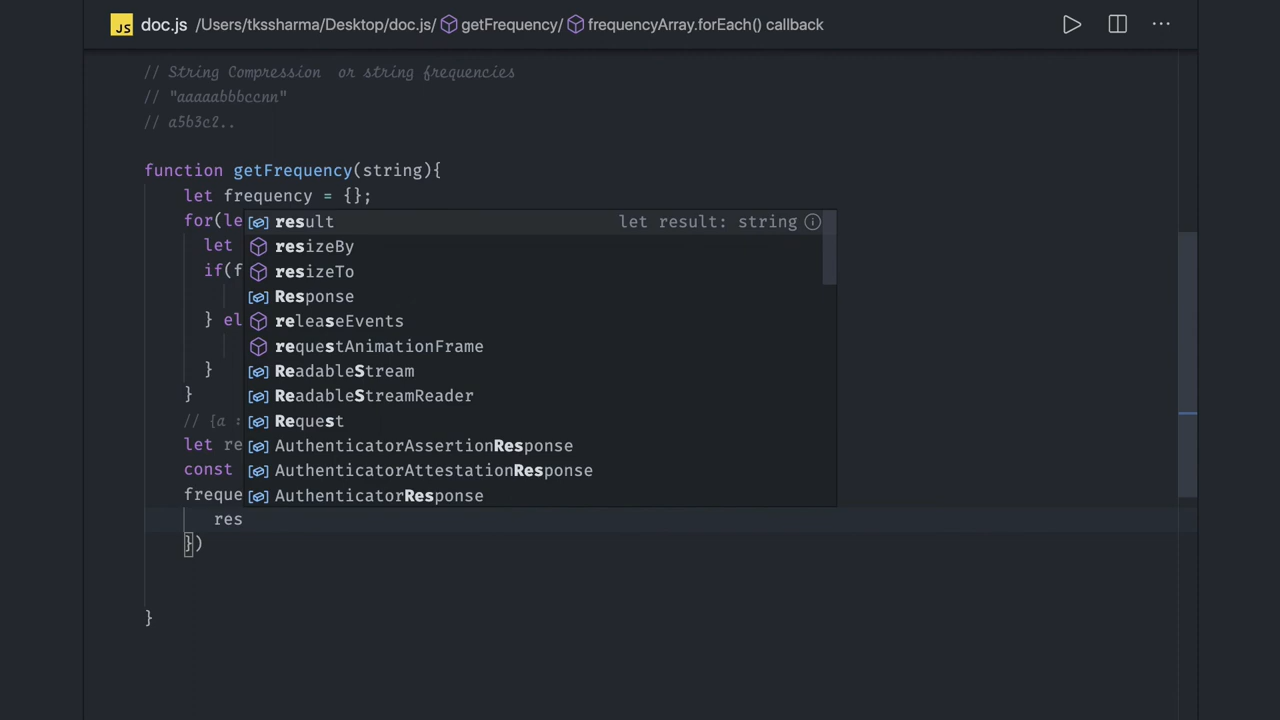 JS doc.js /Users/tkssharma/Desktop/doc.js/ getFrequency/ frequencyArray.forEach() callback
// String Compression or string frequencies
// "aaaaabbbccnn"
// a5b3c2..
function getFrequency(string){
let frequency = {};
for(le
result let result: string
let
resizeBy
if(f
resizeTo
Response
} el
releaseEvents
requestAnimationFrame
}
ReadableStream
}
ReadableStreamReader
// {a :
Request
let re
AuthenticatorAssertionResponse
const
AuthenticatorAttestationResponse
freque
AuthenticatorResponse
res
})
}